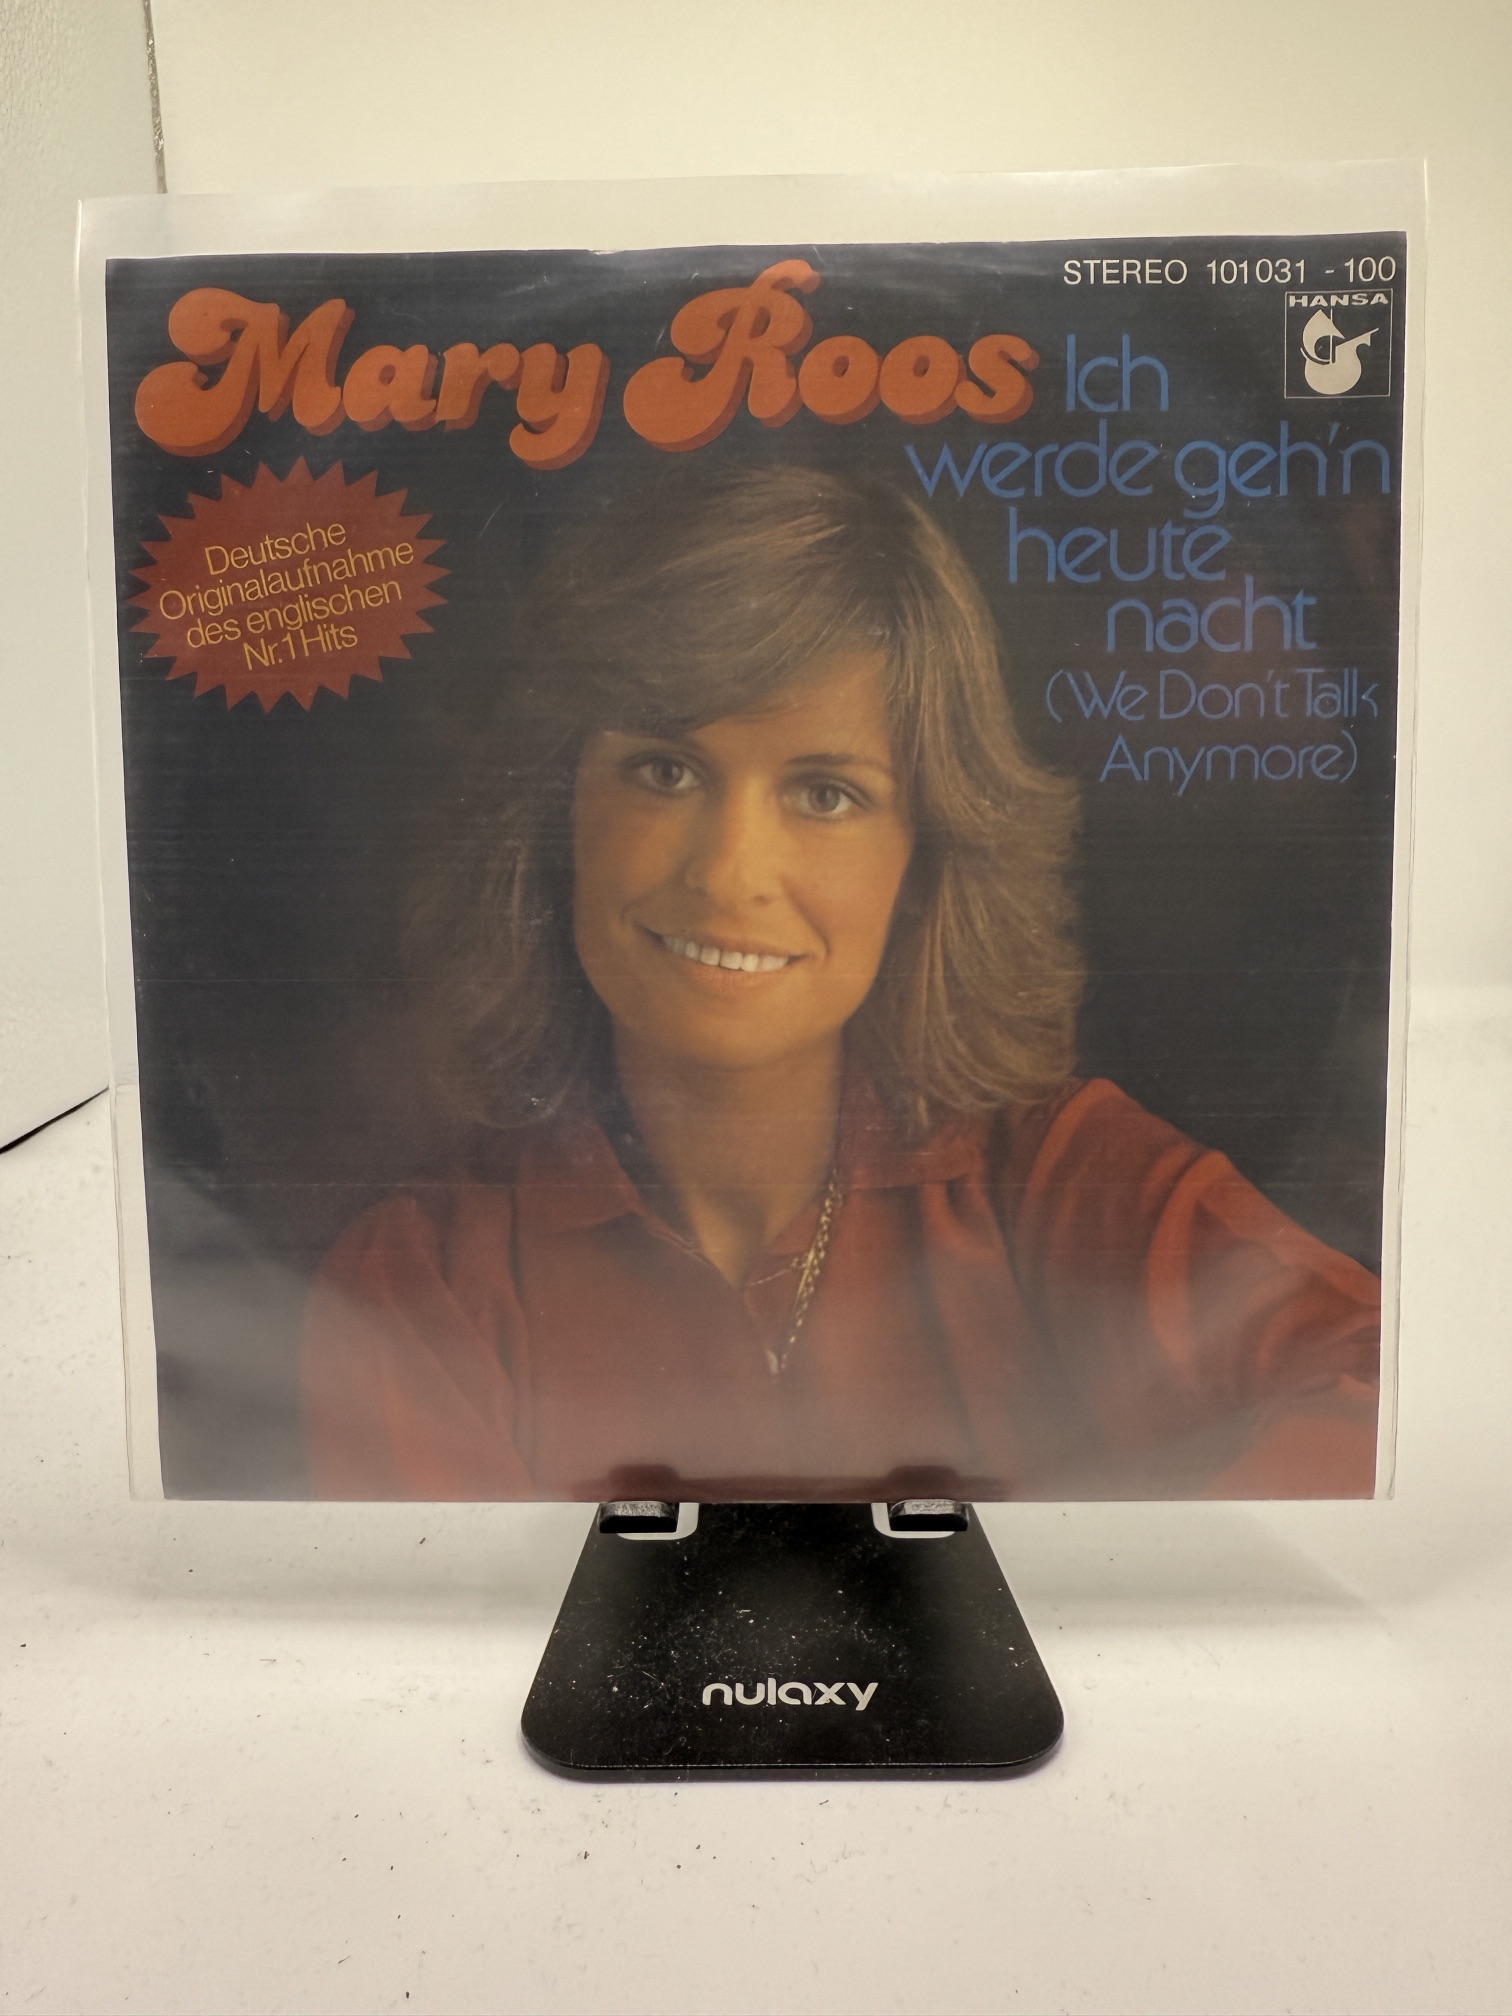 STEREO 101031 - 100
HANSA
Mary Roos
Ich
werde geh'n
heute
nacht
(We Don't Talk
Anymore)
Deutsche
Originalaufnahme
des englischen
Nr.1 Hits
nulaxy